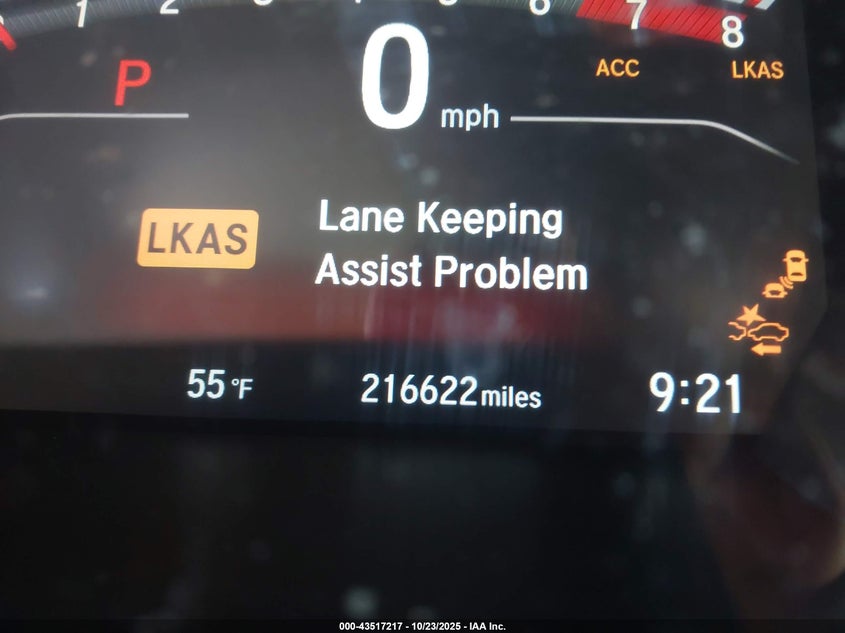 1 2 6 7 8
P 0 mph ACC LKAS
LKAS Lane Keeping
Assist Problem
55 °F 216622 miles 9:21
000-43517217 - 10/23/2025 - IAA Inc.